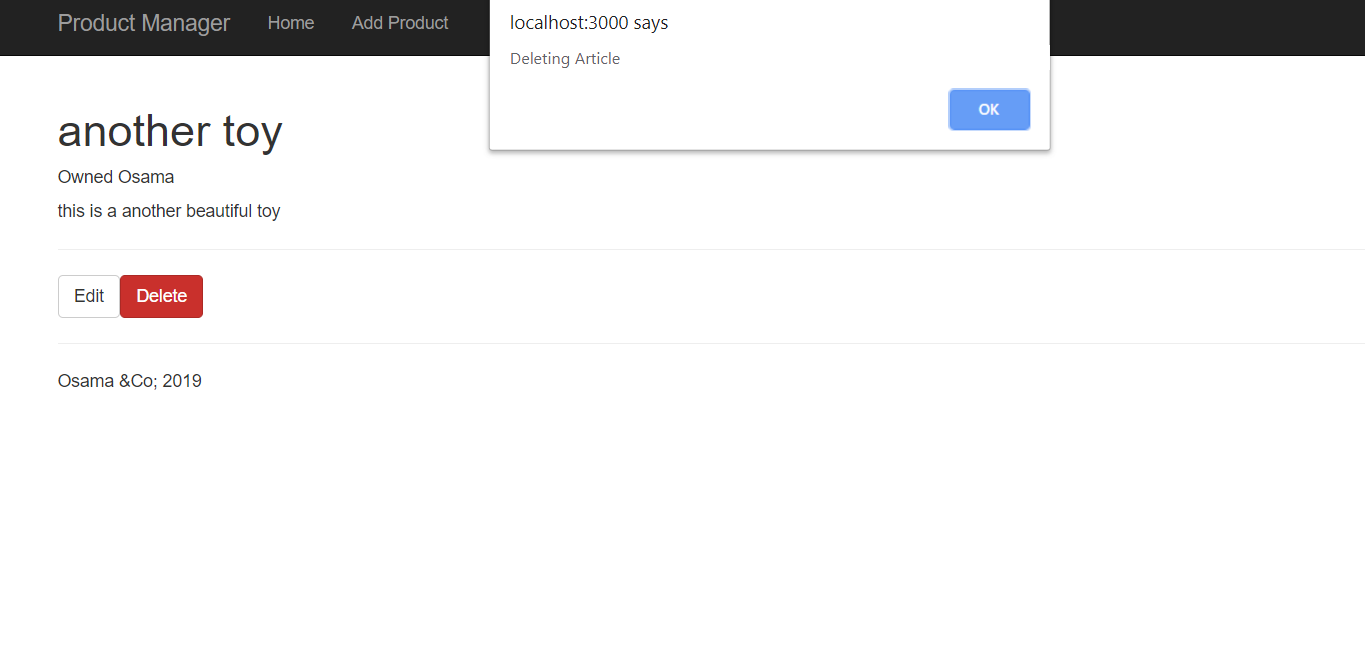 Product Manager Home Add Product
localhost:3000 says
Deleting Article
OK
another toy
Owned Osama
this is a another beautiful toy
Edit Delete
Osama &Co; 2019